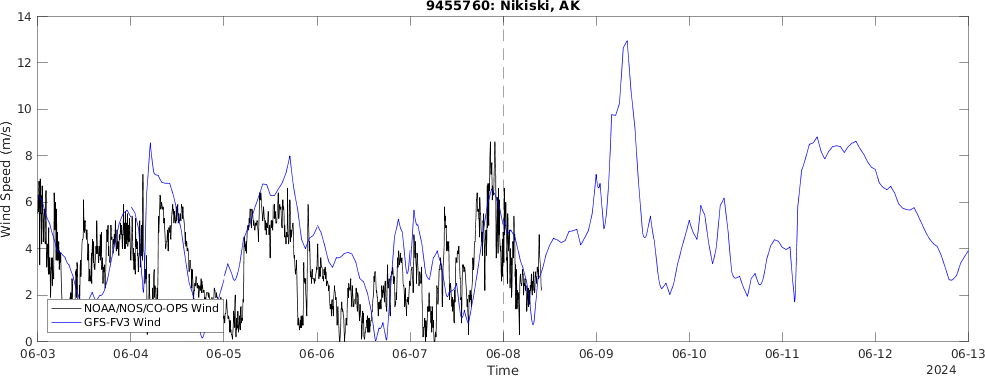 9455760: Nikiski, AK
Wind Speed (m/s)
14
12
10
8
6
4
2
0
NOAA/NOS/CO-OPS Wind
GFS-FV3 Wind
06-03 06-04 06-05 06-06 06-07 06-08 06-09 06-10 06-11 06-12 06-13
Time
2024